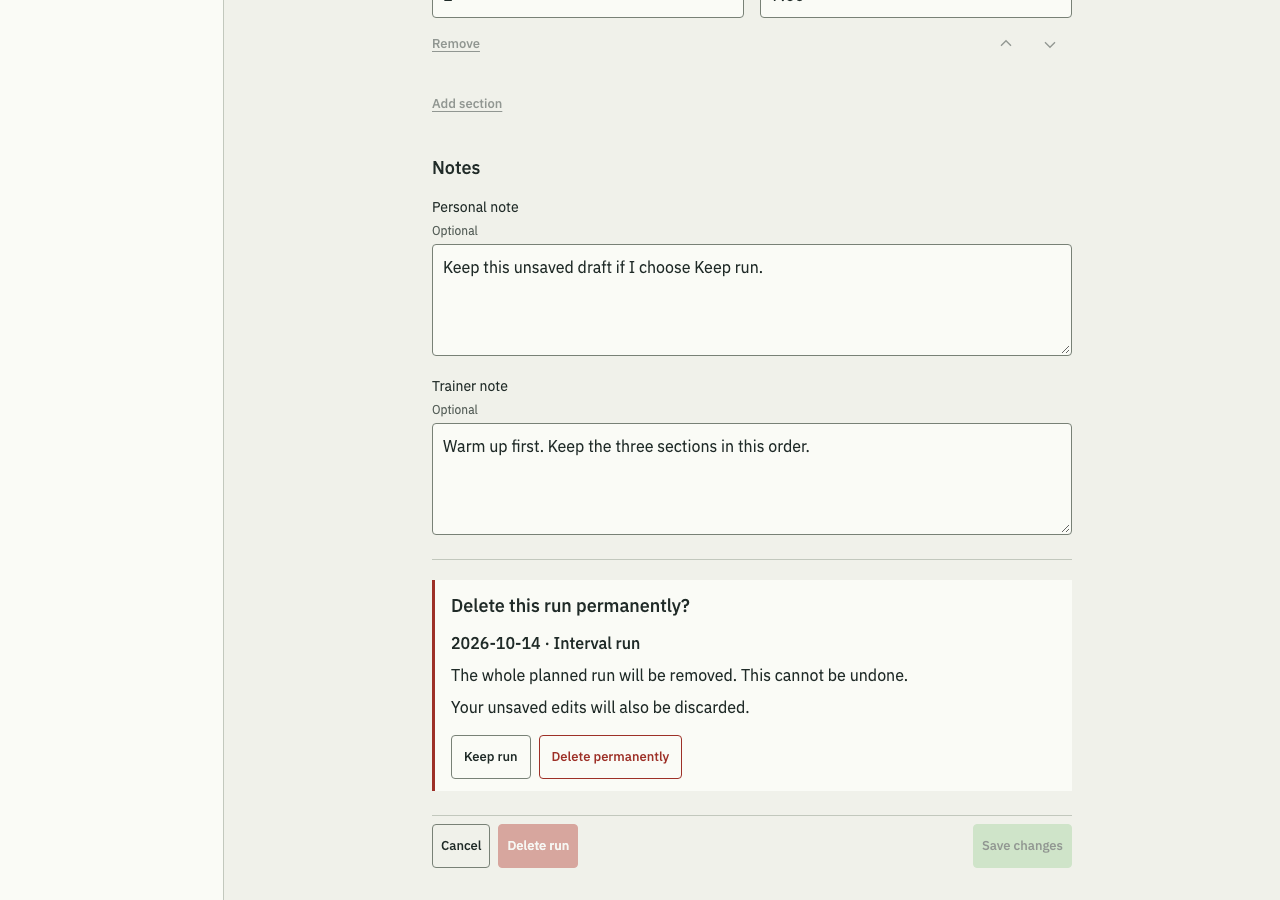 Remove
Add section
Notes
Personal note
Optional
Keep this unsaved draft if I choose Keep run.
Trainer note
Optional
Warm up first. Keep the three sections in this order.
Delete this run permanently?
2026-10-14 · Interval run
The whole planned run will be removed. This cannot be undone.
Your unsaved edits will also be discarded.
Keep run
Delete permanently
Cancel
Delete run
Save changes